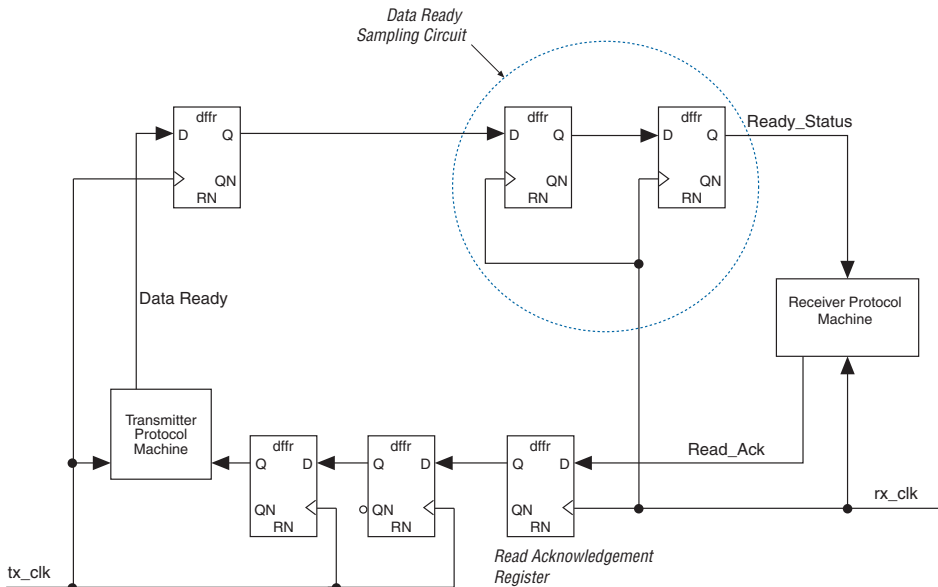 Data Ready
Sampling Circuit
dffr
D Q
QN
RN
dffr
D Q
QN
RN
dffr
D Q
QN
RN
Ready_Status
Data Ready
Receiver Protocol
Machine
Transmitter
Protocol
Machine
dffr
Q D
QN
RN
dffr
Q D
QN
RN
dffr
Q D
QN
RN
Read_Ack
rx_clk
Read Acknowledgement
Register
tx_clk